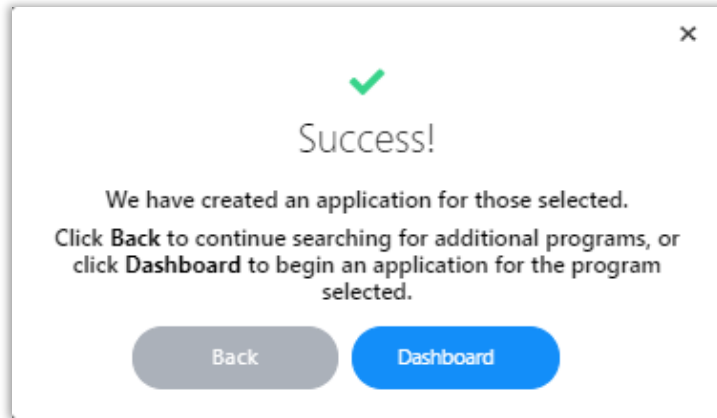 Success!
We have created an application for those selected.
Click Back to continue searching for additional programs, or
click Dashboard to begin an application for the program
selected.
Back
Dashboard